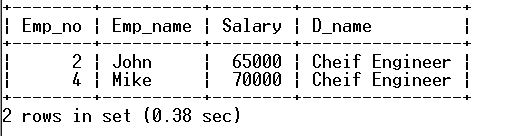 | Emp_no | Emp_name | Salary | D_name |
| 2 | John | 65000 | Cheif Engineer |
| 4 | Mike | 70000 | Cheif Engineer |
2 rows in set (0.38 sec)